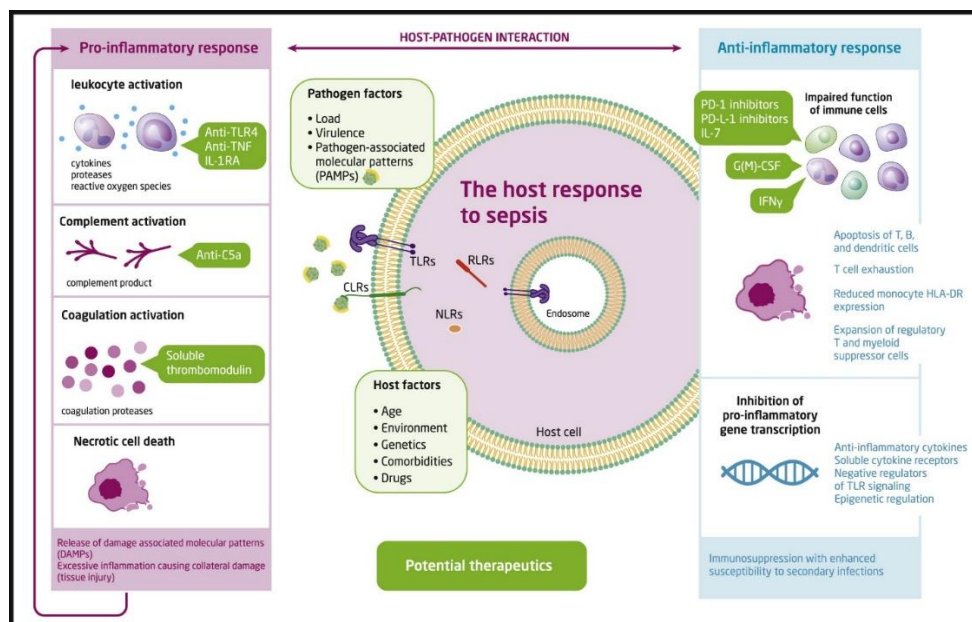 Pro-inflammatory response
leukocyte activation
Anti-TLR4
Anti-TNF
IL-1RA
cytokines
proteases
reactive oxygen species
Complement activation
Anti-C5a
complement product
Coagulation activation
Soluble
thrombomodulin
coagulation proteases
Necrotic cell death
Release of damage associated molecular patterns
(DAMPs)
Excessive inflammation causing collateral damage
(tissue injury)
HOST-PATHOGEN INTERACTION
Pathogen factors
• Load
• Virulence
• Pathogen-associated
molecular patterns
(PAMPs)
The host response
to sepsis
TLRs
RLRs
CLRs
NLRs
Endosome
Host cell
Host factors
• Age
• Environment
• Genetics
• Comorbidities
• Drugs
Potential therapeutics
Anti-inflammatory response
PD-1 inhibitors
PD-L-1 inhibitors
IL-7
Impaired function
of immune cells
G(M)-CSF
IFNγ
Apoptosis of T, B,
and dendritic cells
T cell exhaustion
Reduced monocyte HLA-DR
expression
Expansion of regulatory
T and myeloid
suppressor cells
Inhibition of
pro-inflammatory
gene transcription
Anti-inflammatory cytokines
Soluble cytokine receptors
Negative regulators
of TLR signaling
Epigenetic regulation
Immunosuppression with enhanced
susceptibility to secondary infections